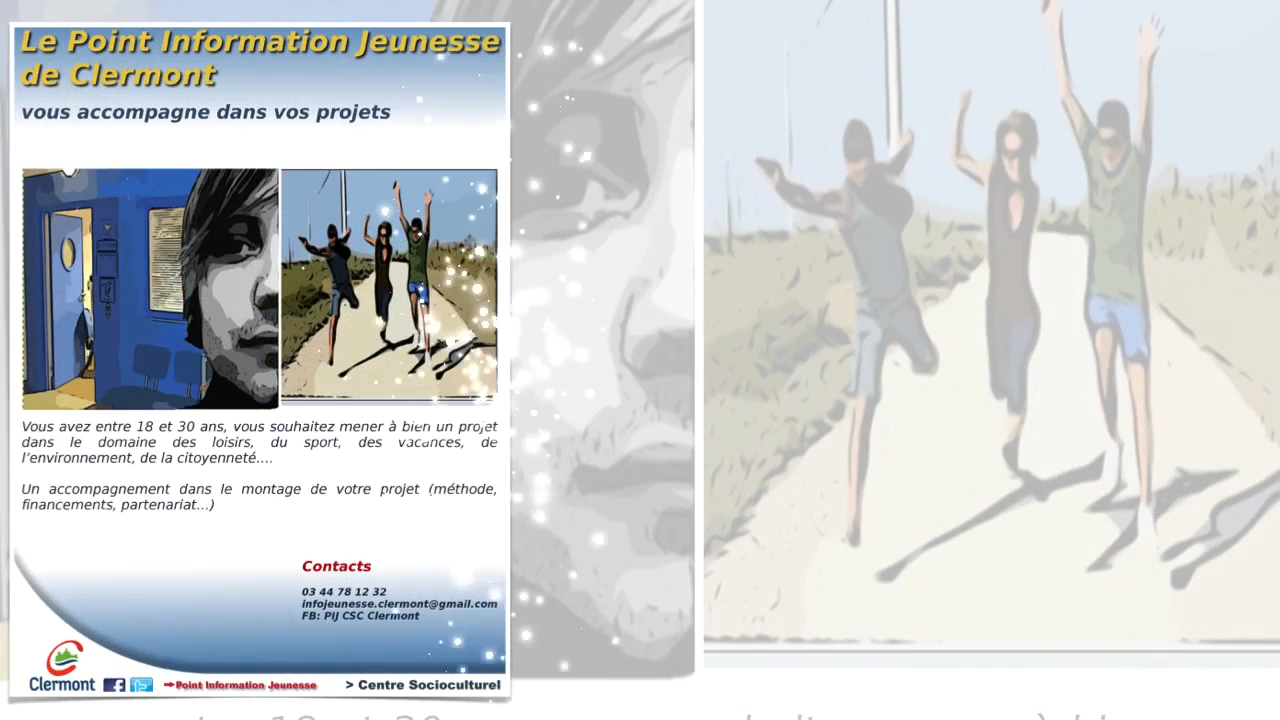 Le Point Information Jeunesse
de Clermont
vous accompagne dans vos projets
Vous avez entre 18 et 30 ans, vous souhaitez mener à bien un projet
dans le domaine des loisirs, du sport, des vacances, de
l'environnement, de la citoyenneté....
Un accompagnement dans le montage de votre projet (méthode,
financements, partenariat...)
Contacts
03 44 78 12 32
infojeunesse.clermont@gmail.com
FB: PIJ CSC Clermont
Clermont
Point Information Jeunesse
> Centre Socioculturel